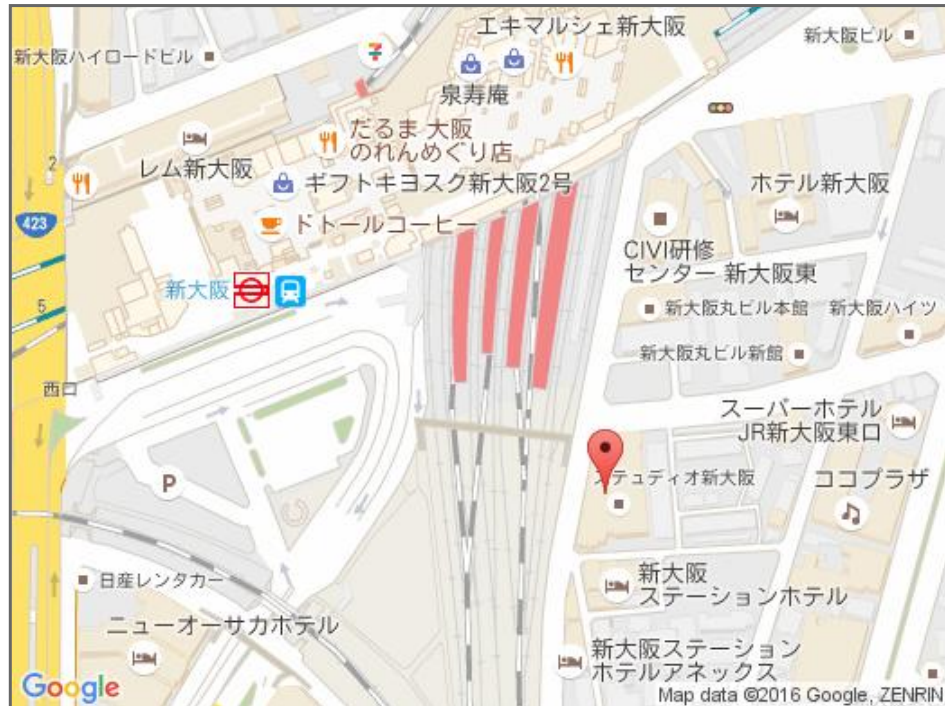 エキマルシェ新大阪
新大阪ビル
新大阪ハイロードビル
7
泉寿庵
だるま 大阪
のれんめぐり店
2
レム新大阪
ギフトキヨスク新大阪2号
ホテル新大阪
423
ドトールコーヒー
CIVI研修
センター 新大阪東
新大阪
5
新大阪丸ビル本館
新大阪ハイツ
新大阪丸ビル新館
西口
スーパーホテル
JR新大阪東口
P
ステュディオ新大阪
ココプラザ
日産レンタカー
新大阪
ステーションホテル
ニューオーサカホテル
新大阪ステーション
ホテルアネックス
Google
Map data ©2016 Google, ZENRIN